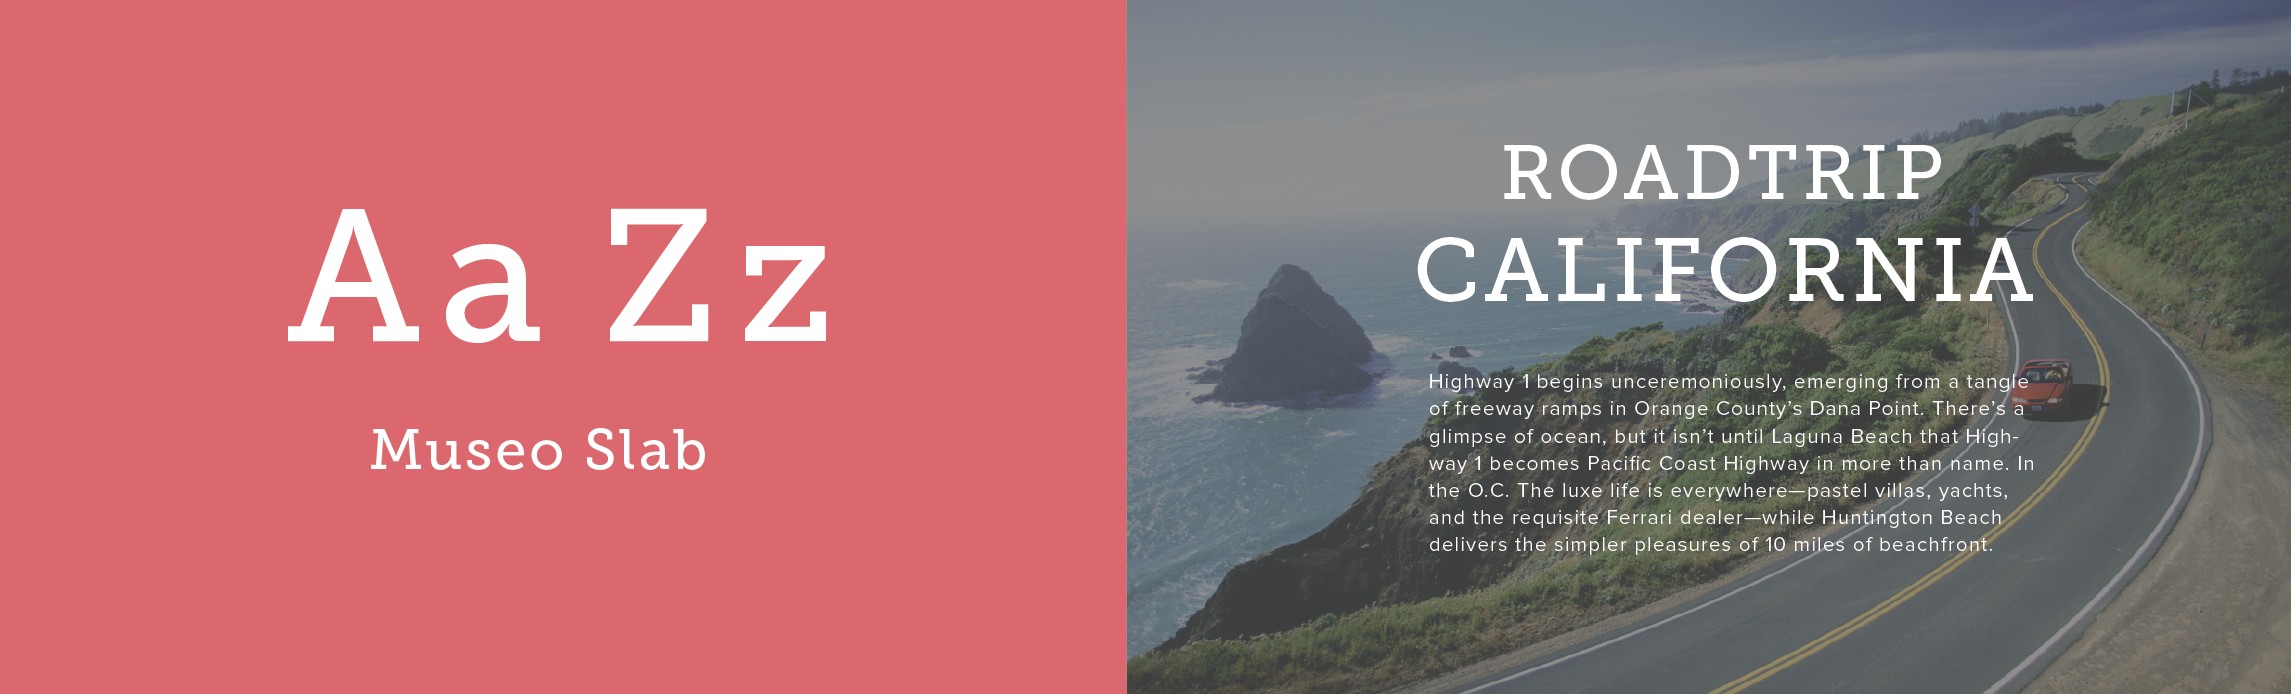 Aa Zz
Museo Slab
ROADTRIP
CALIFORNIA
Highway 1 begins unceremoniously, emerging from a tangle
of freeway ramps in Orange County’s Dana Point. There’s a
glimpse of ocean, but it isn’t until Laguna Beach that High-
way 1 becomes Pacific Coast Highway in more than name. In
the O.C. The luxe life is everywhere—pastel villas, yachts,
and the requisite Ferrari dealer—while Huntington Beach
delivers the simpler pleasures of 10 miles of beachfront.